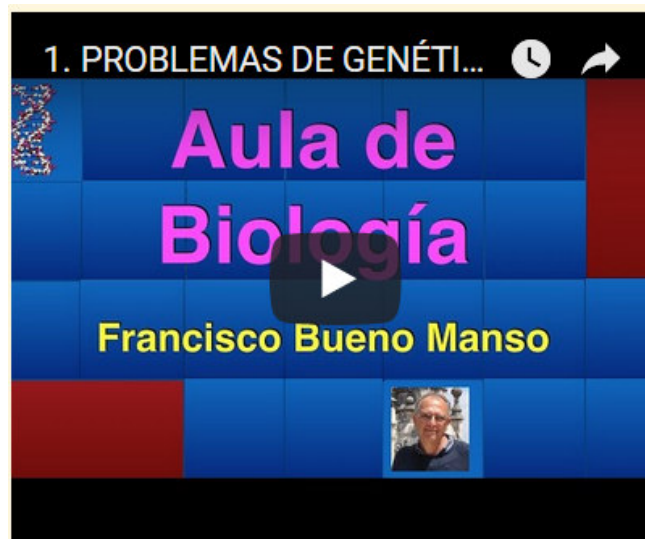 1. PROBLEMAS DE GENÉTI...
Aula de
Biología
Francisco Bueno Manso